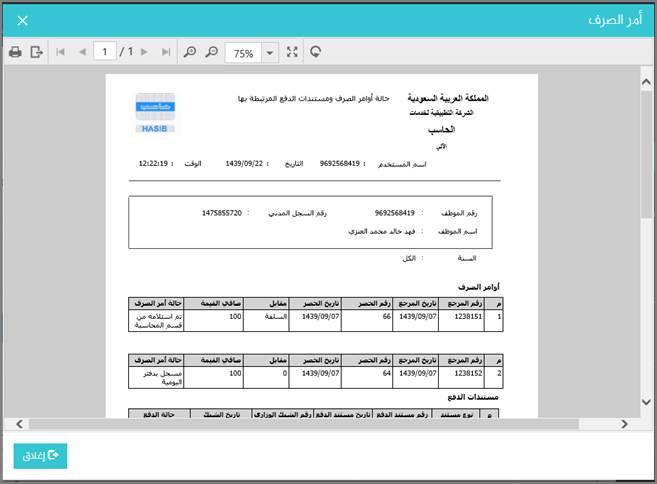 أمر الصرف
1 / 1
75%
المملكة العربية السعودية
الشركة التطبيقية لخدمات
الحاسب
الآلي
حالة أوامر الصرف ومستندات الدفع المرتبطة بها
HASIB
اسم المستخدم : 9692568419 التاريخ : 1439/09/22 الوقت : 12:22:19
رقم الموظف : 9692568419 رقم السجل المدني : 1475855720
اسم الموظف : فهد خالد محمد العنزي
السنة : الكل
أوامر الصرف
م رقم المرجع تاريخ المرجع رقم الحصر تاريخ الحصر مقابل صافي القيمة حالة أمر الصرف
1 1238151 1439/09/07 66 1439/09/07 السلفة 100 تم استلامه من
قسم المحاسبة
م رقم المرجع تاريخ المرجع رقم الحصر تاريخ الحصر مقابل صافي القيمة حالة أمر الصرف
2 1238152 1439/09/07 64 1439/09/07 0 100 مسجل بدفتر
اليومية
مستندات الدفع
م نوع مستند رقم مستند الدفع تاريخ مستند الدفع رقم الشيك الوزاري تاريخ الشيك حالة الدفع
إغلاق